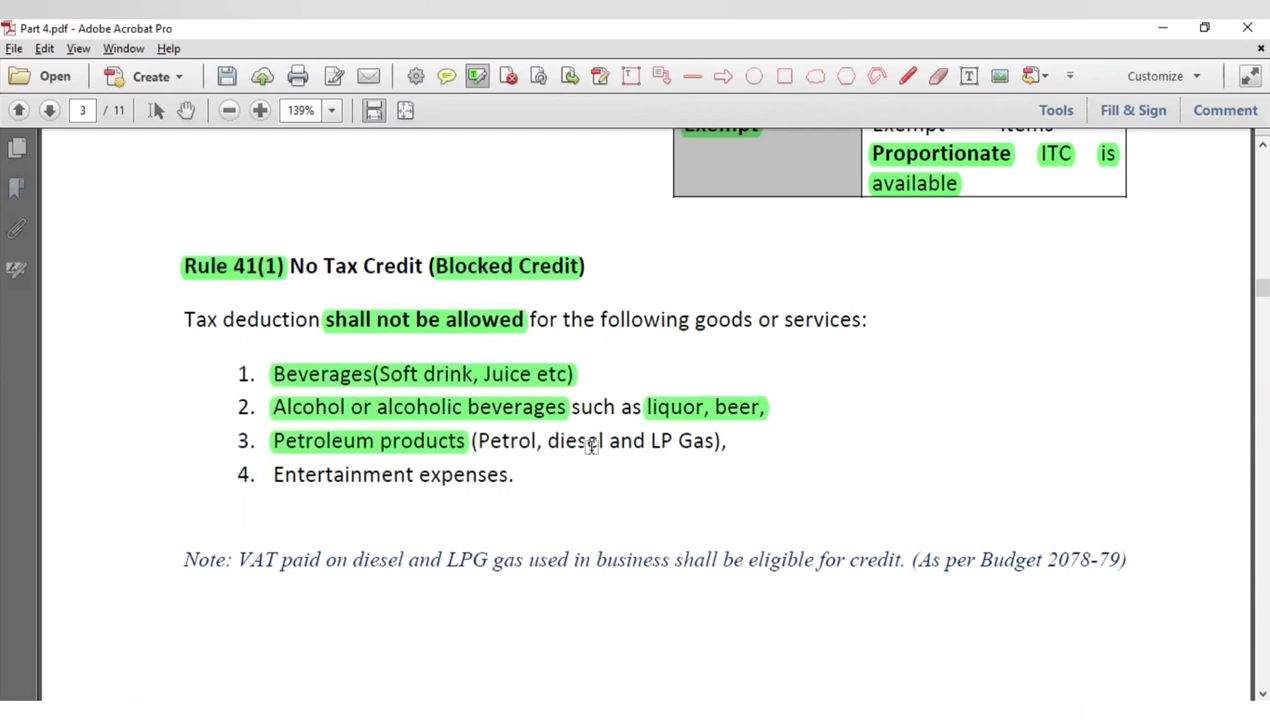 Part 4.pdf - Adobe Acrobat Pro
File Edit View Window Help
Open Create Customize
3 / 11 139% Tools Fill & Sign Comment
Exempt Exempt items
Proportionate ITC is
available
Rule 41(1) No Tax Credit (Blocked Credit)
Tax deduction shall not be allowed for the following goods or services:
1. Beverages(Soft drink, Juice etc)
2. Alcohol or alcoholic beverages such as liquor, beer,
3. Petroleum products (Petrol, diesel and LP Gas),
4. Entertainment expenses.
Note: VAT paid on diesel and LPG gas used in business shall be eligible for credit. (As per Budget 2078-79)